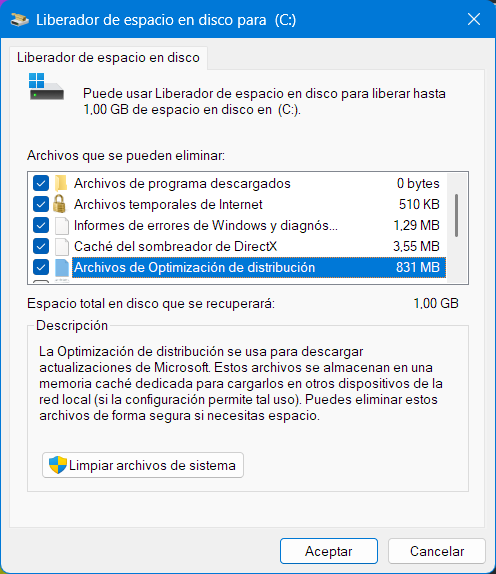 Liberador de espacio en disco para (C:)
Liberador de espacio en disco
Puede usar Liberador de espacio en disco para liberar hasta
1,00 GB de espacio en disco en (C:).
Archivos que se pueden eliminar:
Archivos de programa descargados 0 bytes
Archivos temporales de Internet 510 KB
Informes de errores de Windows y diagnós... 1,29 MB
Caché del sombreador de DirectX 3,55 MB
Archivos de Optimización de distribución 831 MB
Espacio total en disco que se recuperará: 1,00 GB
Descripción
La Optimización de distribución se usa para descargar
actualizaciones de Microsoft. Estos archivos se almacenan en una
memoria caché dedicada para cargarlos en otros dispositivos de la
red local (si la configuración permite tal uso). Puedes eliminar estos
archivos de forma segura si necesitas espacio.
Limpiar archivos de sistema
Aceptar Cancelar